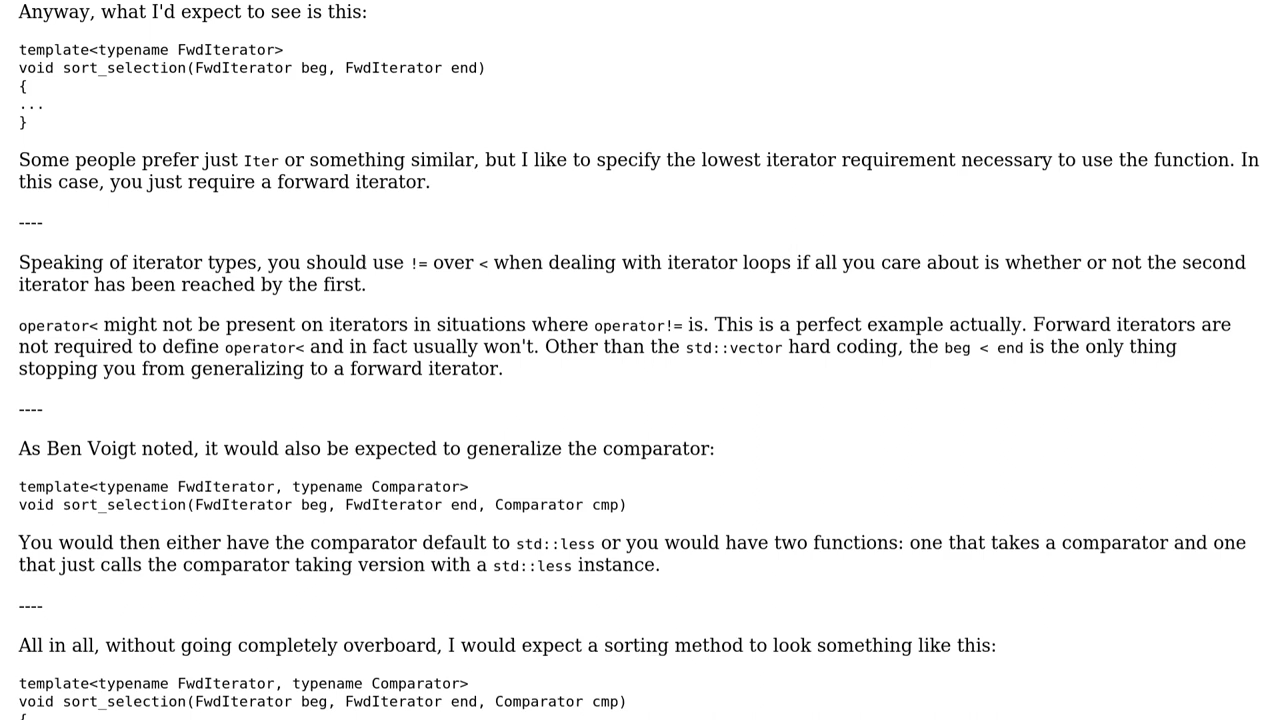 Anyway, what I'd expect to see is this:
template<typename FwdIterator>
void sort_selection(FwdIterator beg, FwdIterator end)
{
...
}
Some people prefer just Iter or something similar, but I like to specify the lowest iterator requirement necessary to use the function. In
this case, you just require a forward iterator.
----
Speaking of iterator types, you should use != over < when dealing with iterator loops if all you care about is whether or not the second
iterator has been reached by the first.
operator< might not be present on iterators in situations where operator!= is. This is a perfect example actually. Forward iterators are
not required to define operator< and in fact usually won't. Other than the std::vector hard coding, the beg < end is the only thing
stopping you from generalizing to a forward iterator.
----
As Ben Voigt noted, it would also be expected to generalize the comparator:
template<typename FwdIterator, typename Comparator>
void sort_selection(FwdIterator beg, FwdIterator end, Comparator cmp)
You would then either have the comparator default to std::less or you would have two functions: one that takes a comparator and one
that just calls the comparator taking version with a std::less instance.
----
All in all, without going completely overboard, I would expect a sorting method to look something like this:
template<typename FwdIterator, typename Comparator>
void sort_selection(FwdIterator beg, FwdIterator end, Comparator cmp)
{